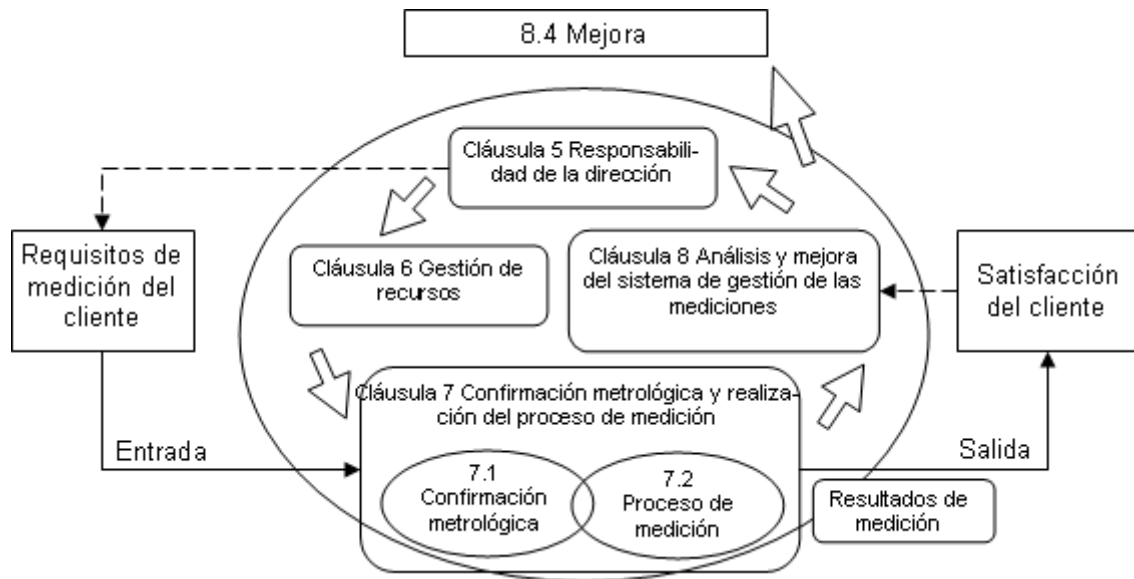 8.4 Mejora
Cláusula 5 Responsabili-
dad de la dirección
Requisitos de
medición del
cliente
Cláusula 6 Gestión de
recursos
Cláusula 8 Análisis y mejora
del sistema de gestión de las
mediciones
Satisfacción
del cliente
Cláusula 7 Confirmación metrológica y realiza-
ción del proceso de medición
Entrada
Salida
7.1
Confirmación
metrológica
7.2
Proceso de
medición
Resultados de
medición